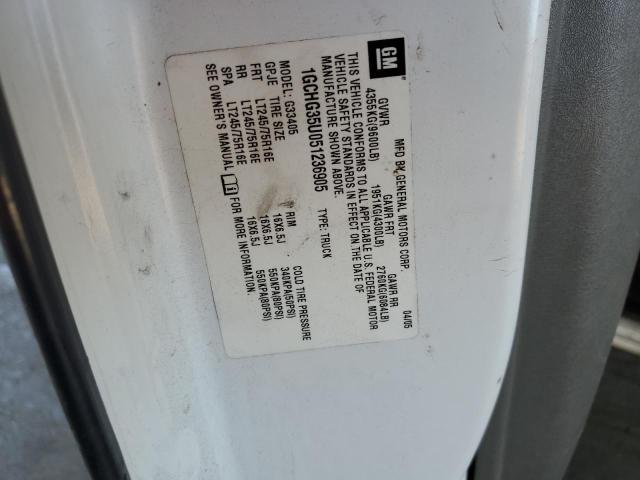 GM
MFD BY GENERAL MOTORS CORP. 04/05
GVWR GAWR FRT GAWR RR
4355KG(9600LB) 1951KG(4300LB) 2760KG(6084LB)
THIS VEHICLE CONFORMS TO ALL APPLICABLE U.S. FEDERAL MOTOR
VEHICLE SAFETY STANDARDS IN EFFECT ON THE DATE OF
MANUFACTURE SHOWN ABOVE.
1GCHG35U051236905 TYPE: TRUCK
MODEL: G33405
GPJE TIRE SIZE RIM COLD TIRE PRESSURE
FRT LT245/75R16E 16X6.5J 340KPA(50PSI)
RR LT245/75R16E 16X6.5J 550KPA(80PSI)
SPA LT245/75R16E 16X6.5J 550KPA(80PSI)
SEE OWNER'S MANUAL FOR MORE INFORMATION.